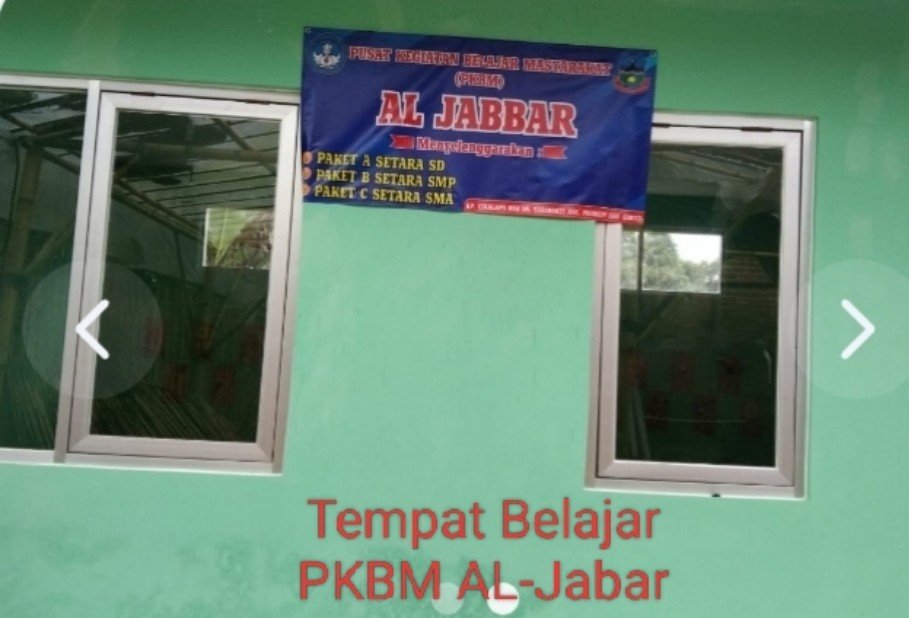 PUSAT KEGIATAN BELAJAR MASYARAKAT
(PKBM)
AL JABBAR
Menyelenggarakan :
PAKET A SETARA SD
PAKET B SETARA SMP
PAKET C SETARA SMA
KP.
Tempat Belajar
PKBM AL-Jabar